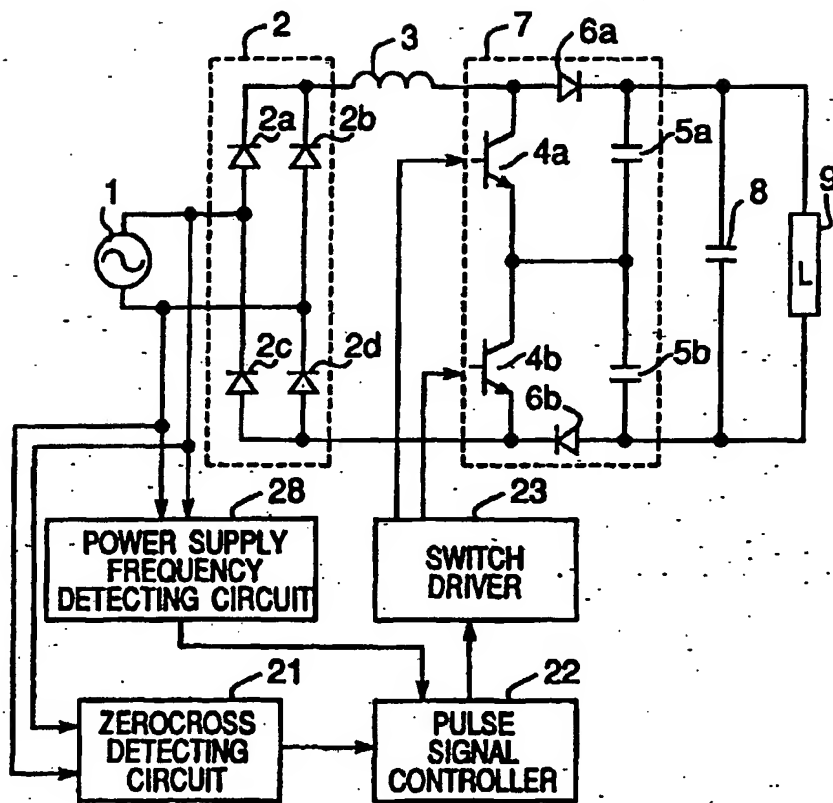 2
3
7
6a
2a
2b
4a
5a
1
8
9
L
2c
2d
4b
5b
6b
28
23
POWER SUPPLY
FREQUENCY
DETECTING CIRCUIT
SWITCH
DRIVER
21
22
ZEROCROSS
DETECTING
CIRCUIT
PULSE
SIGNAL
CONTROLLER